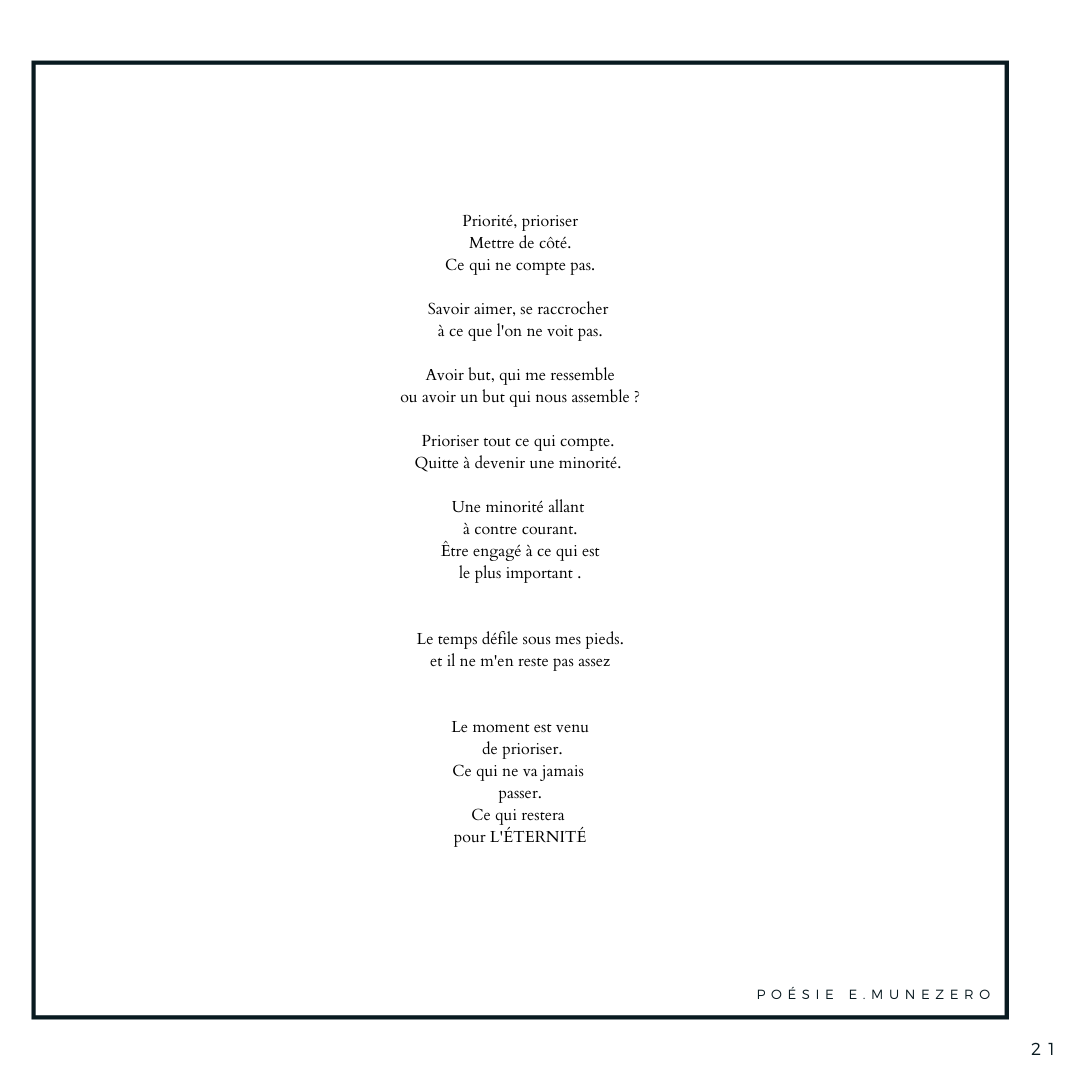 Priorité, prioriser
Mettre de côté.
Ce qui ne compte pas.
Savoir aimer, se raccrocher
à ce que l'on ne voit pas.
Avoir but, qui me ressemble
ou avoir un but qui nous assemble ?
Prioriser tout ce qui compte.
Quitte à devenir une minorité.
Une minorité allant
à contre courant.
Être engagé à ce qui est
le plus important .
Le temps défile sous mes pieds.
et il ne m'en reste pas assez
Le moment est venu
de prioriser.
Ce qui ne va jamais
passer.
Ce qui restera
pour L'ÉTERNITÉ
POÉSIE E.MUNEZERO
21